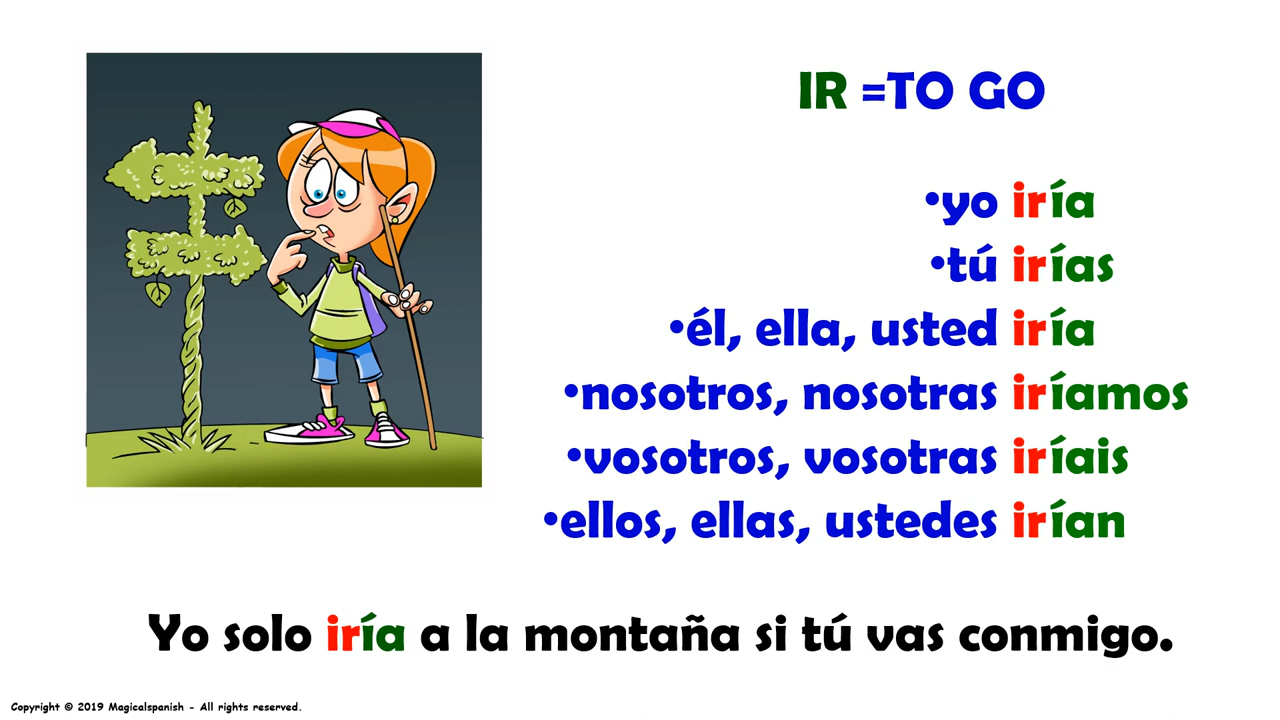 IR =TO GO
•yo iría
•tú irías
•él, ella, usted iría
•nosotros, nosotras iríamos
•vosotros, vosotras iríais
•ellos, ellas, ustedes irían
Yo solo iría a la montaña si tú vas conmigo.
Copyright © 2019 Magicalspanish - All rights reserved.